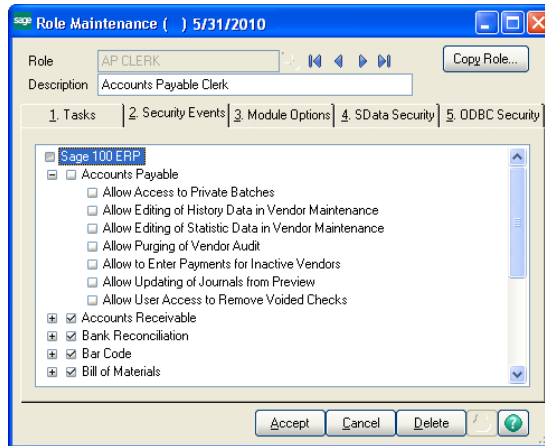 sage Role Maintenance ( ) 5/31/2010
Role AP CLERK Copy Role...
Description Accounts Payable Clerk
1. Tasks 2. Security Events 3. Module Options 4. SData Security 5. ODBC Security
Sage 100 ERP
Accounts Payable
Allow Access to Private Batches
Allow Editing of History Data in Vendor Maintenance
Allow Editing of Statistic Data in Vendor Maintenance
Allow Purging of Vendor Audit
Allow to Enter Payments for Inactive Vendors
Allow Updating of Journals from Preview
Allow User Access to Remove Voided Checks
Accounts Receivable
Bank Reconciliation
Bar Code
Bill of Materials
Accept Cancel Delete